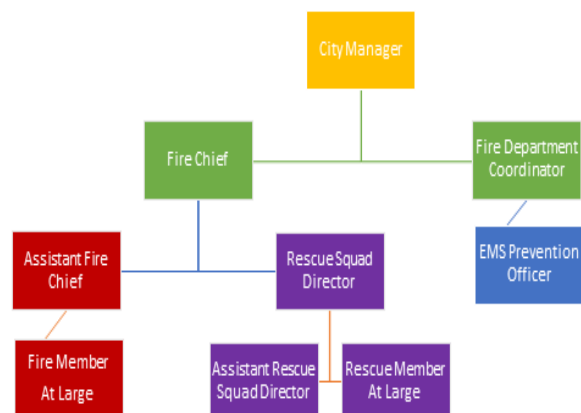 City Manager
Fire Chief
Fire Department
Coordinator
Assistant Fire
Chief
Rescue Squad
Director
EMS Prevention
Officer
Fire Member
At Large
Assistant Rescue
Squad Director
Rescue Member
At Large